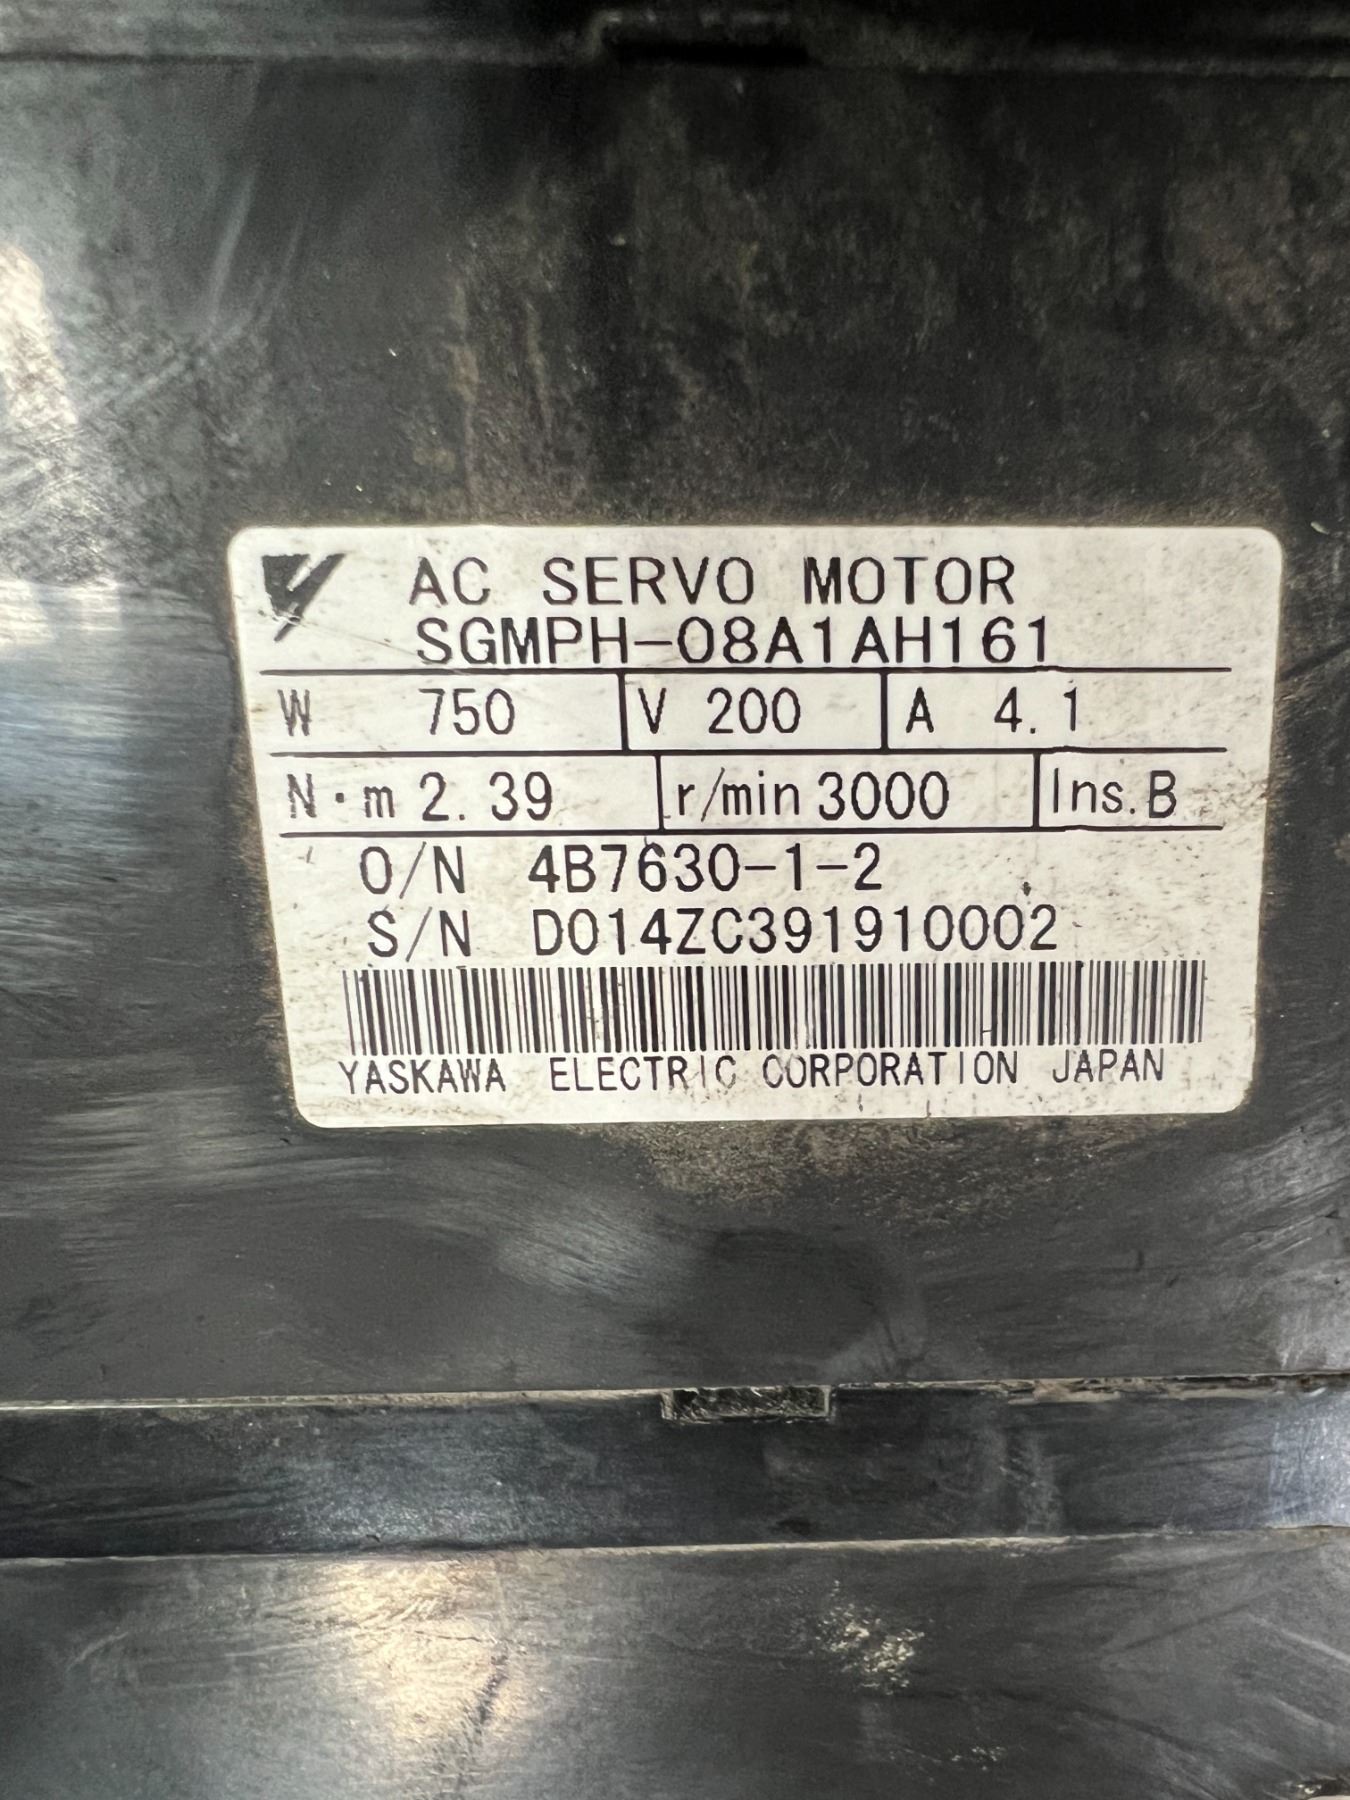 AC SERVO MOTOR
SGMPH-08A1AH161
W 750 V 200 A 4.1
N·m 2.39 r/min 3000 Ins. B
O/N 4B7630-1-2
S/N D014ZC391910002
YASKAWA ELECTRIC CORPORATION JAPAN